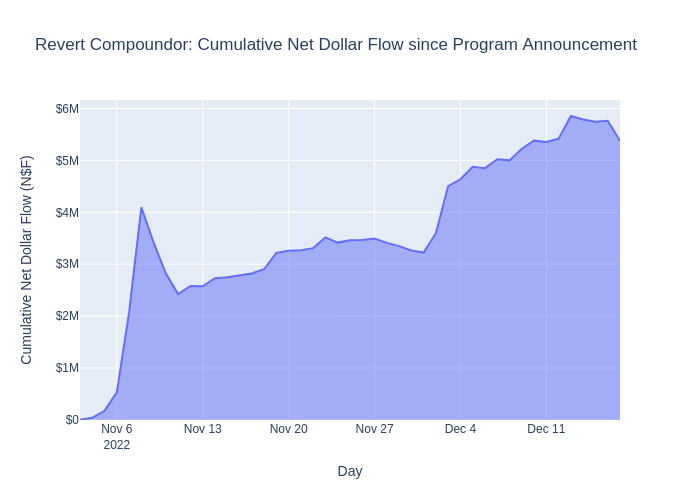 Revert Compoundor: Cumulative Net Dollar Flow since Program Announcement
Cumulative Net Dollar Flow (N$F)
$6M
$5M
$4M
$3M
$2M
$1M
$0
Nov 6
2022
Nov 13
Nov 20
Nov 27
Dec 4
Dec 11
Day